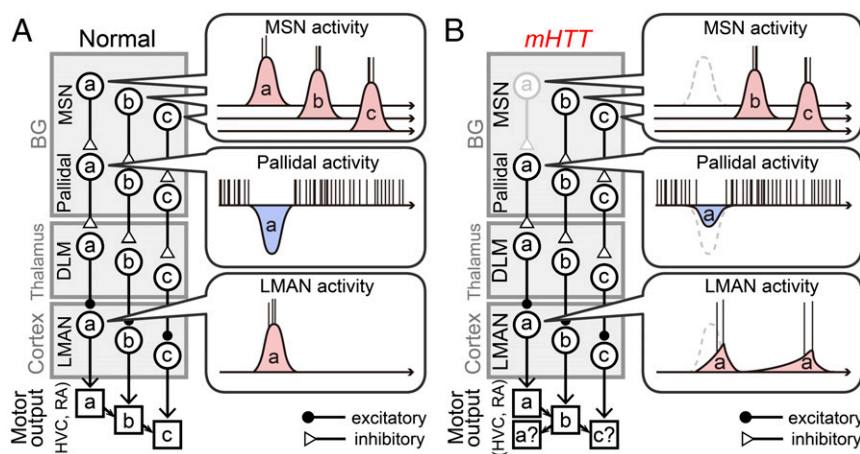 A
Normal
MSN activity
a
b
c
BG
MSN
a
b
c
Pallidal activity
a
Pallidal
a
b
c
Thalamus
DLM
a
b
c
LMAN activity
a
Cortex
LMAN
a
b
c
Motor
output
(HVC, RA)
a
b
c
excitatory
inhibitory
B
mHTT
MSN activity
b
c
BG
MSN
a
b
c
Pallidal activity
a
Pallidal
a
b
c
Thalamus
DLM
a
b
c
LMAN activity
a
a
Cortex
LMAN
a
b
c
Motor
output
(HVC, RA)
a
a?
b
c?
excitatory
inhibitory